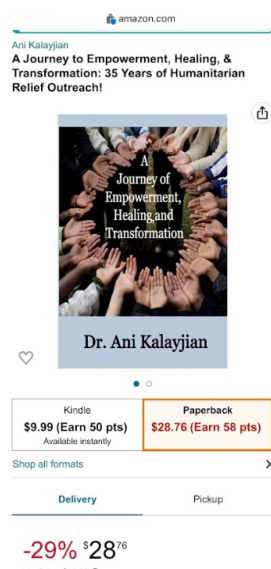 amazon.com
Ani Kalayjian
A Journey to Empowerment, Healing, &
Transformation: 35 Years of Humanitarian
Relief Outreach!
A
Journey of
Empowerment,
Healing and
Transformation
Dr. Ani Kalayjian
Kindle
$9.99 (Earn 50 pts)
Available instantly
Paperback
$28.76 (Earn 58 pts)
Shop all formats
Delivery
Pickup
-29% $28⁷⁶